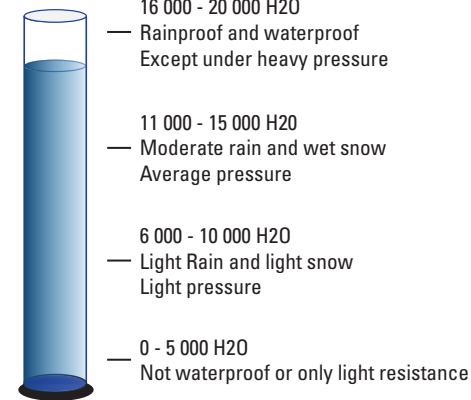 16 000 - 20 000 H2O
Rainproof and waterproof
Except under heavy pressure
11 000 - 15 000 H20
Moderate rain and wet snow
Average pressure
6 000 - 10 000 H2O
Light Rain and light snow
Light pressure
0 - 5 000 H2O
Not waterproof or only light resistance